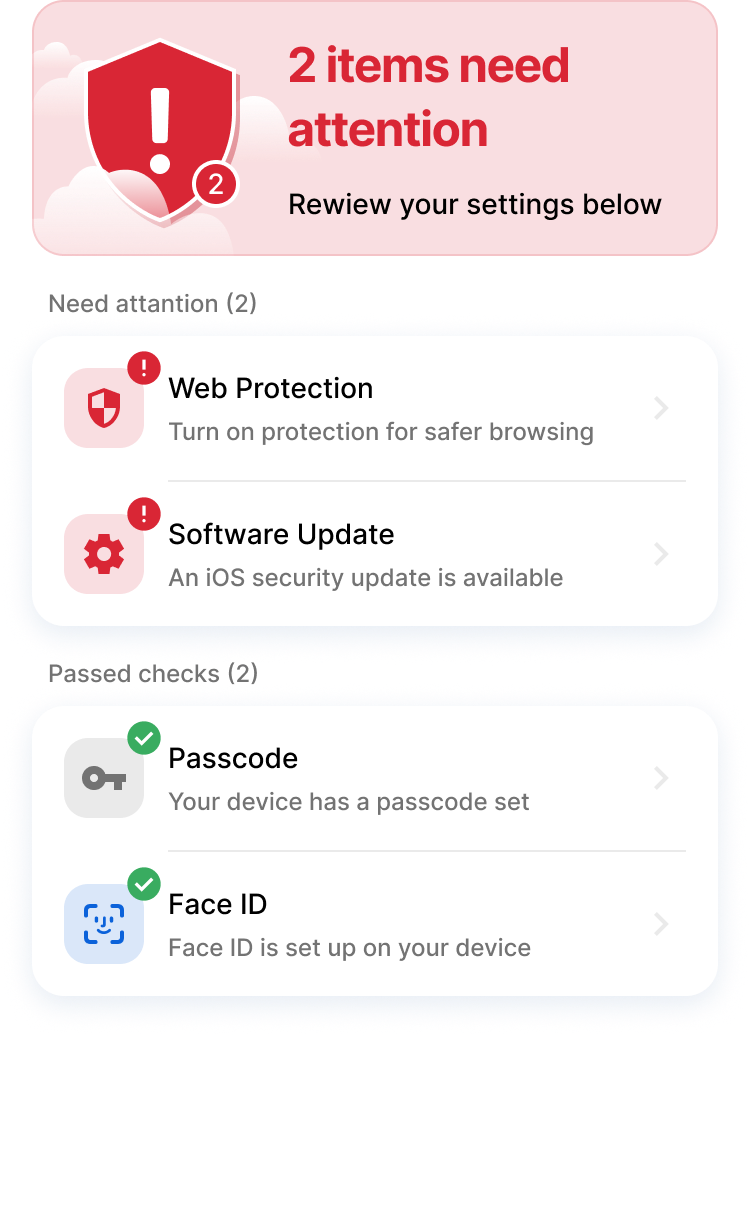 2 items need
attention
2
Rewiew your settings below
Need attantion (2)
Web Protection
Turn on protection for safer browsing
Software Update
An iOS security update is available
Passed checks (2)
Passcode
Your device has a passcode set
Face ID
Face ID is set up on your device